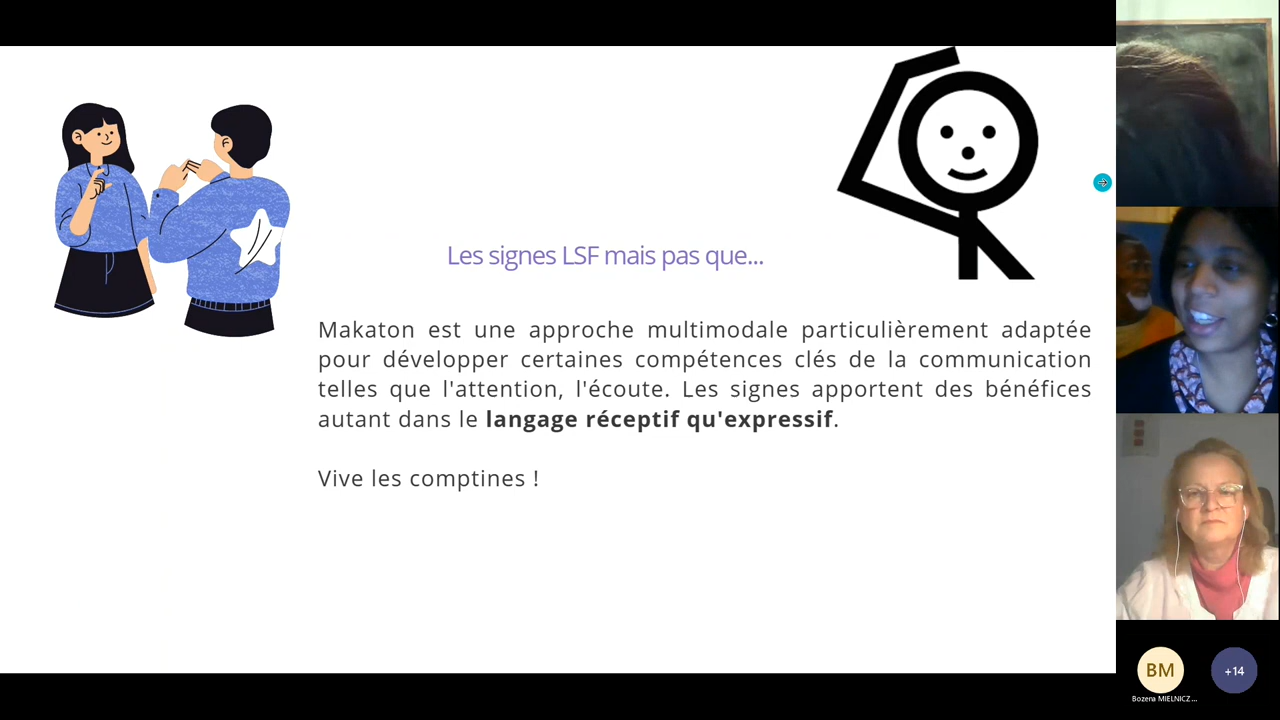 Les signes LSF mais pas que...
Makaton est une approche multimodale particulièrement adaptée
pour développer certaines compétences clés de la communication
telles que l'attention, l'écoute. Les signes apportent des bénéfices
autant dans le langage réceptif qu'expressif.
Vive les comptines !
BM
+14
Bozena MIELNICZ...